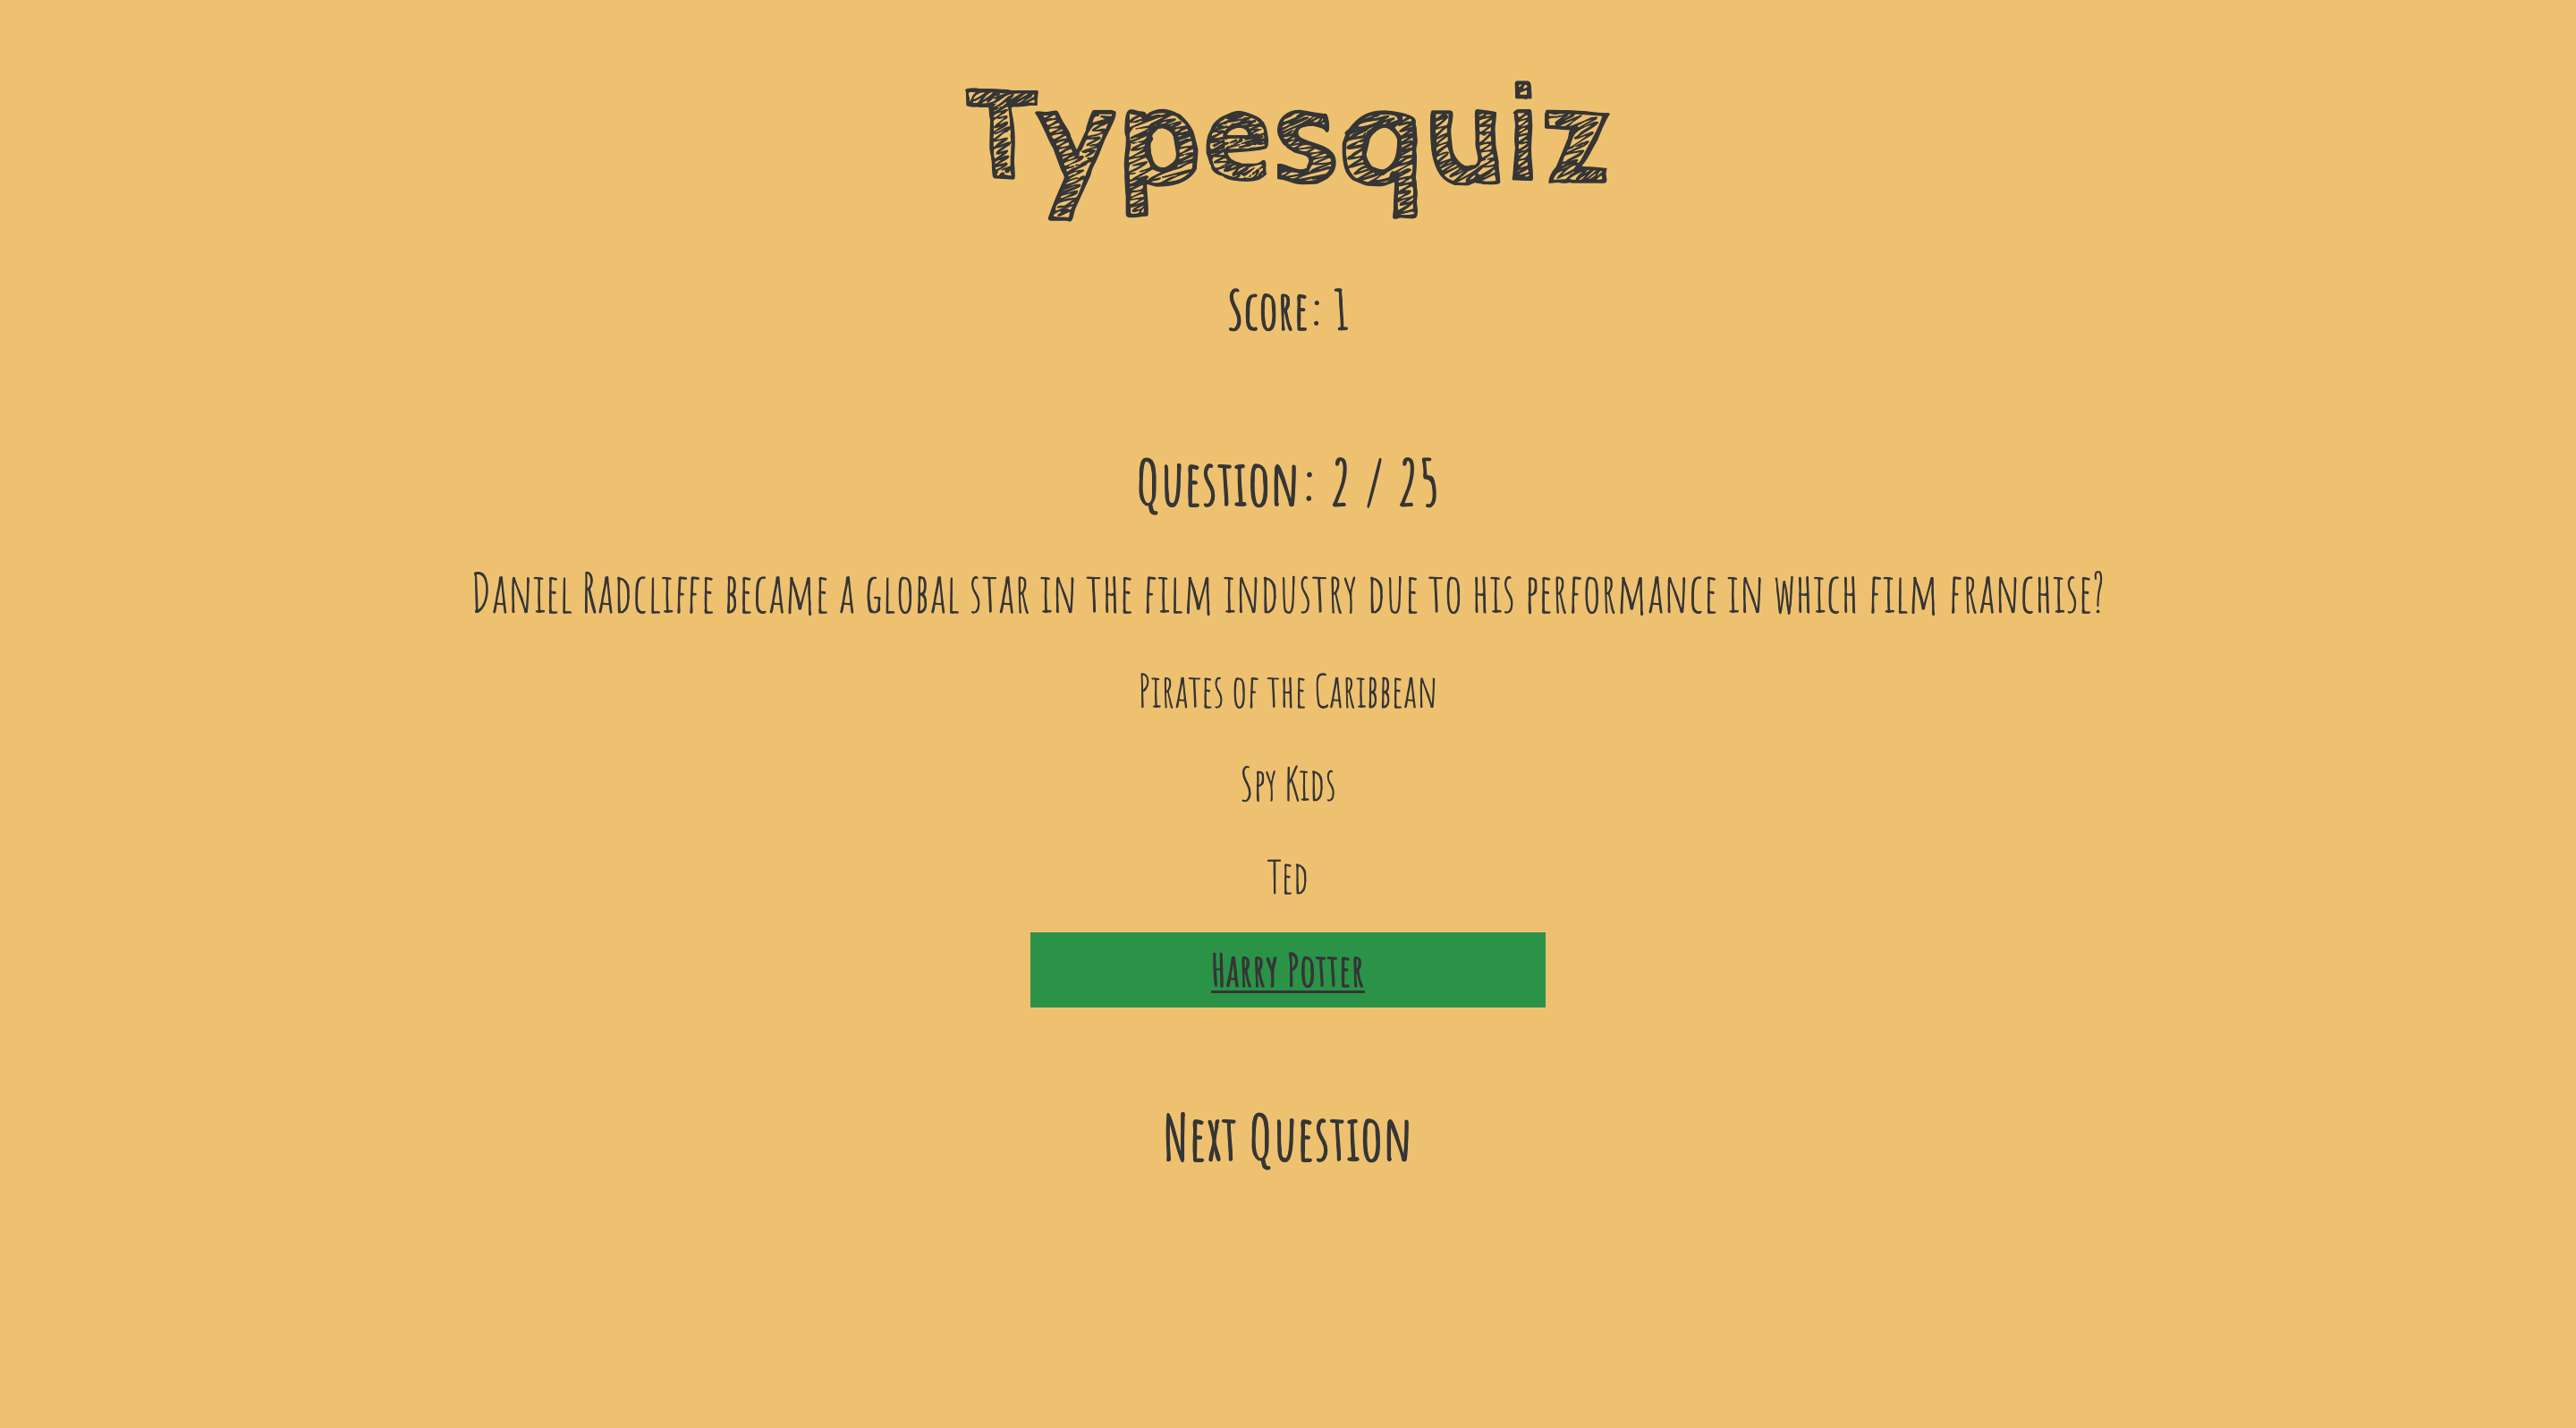 Typesquiz
Score: 1
Question: 2 / 25
Daniel Radcliffe became a global star in the film industry due to his performance in which film franchise?
Pirates of the Caribbean
Spy Kids
Ted
Harry Potter
Next Question